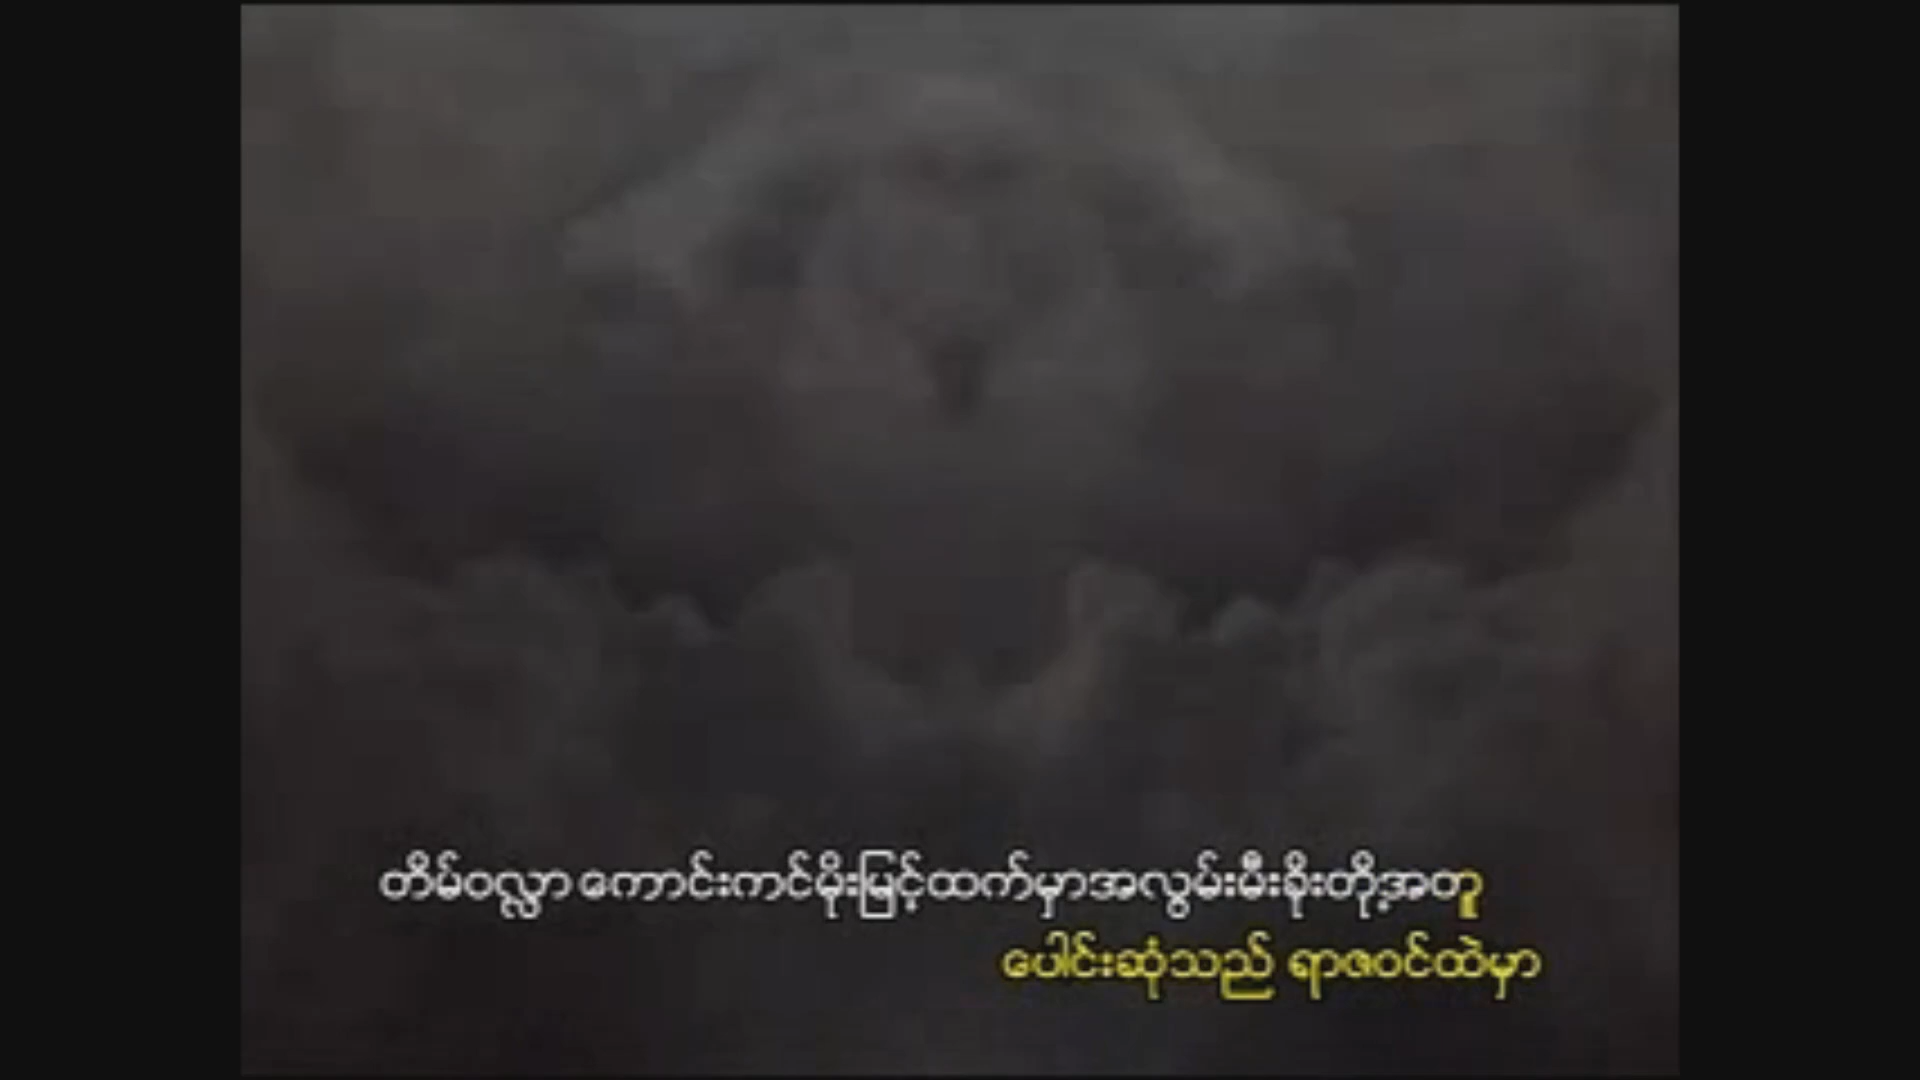 တိမ်ဝလ္လာ ကောင်းကင်မိုးမြင့်ထက်မှာအလွမ်းမီးခိုးတို့အတူ
ပေါင်းဆုံသည် ရာဇဝင်ထဲမှာ